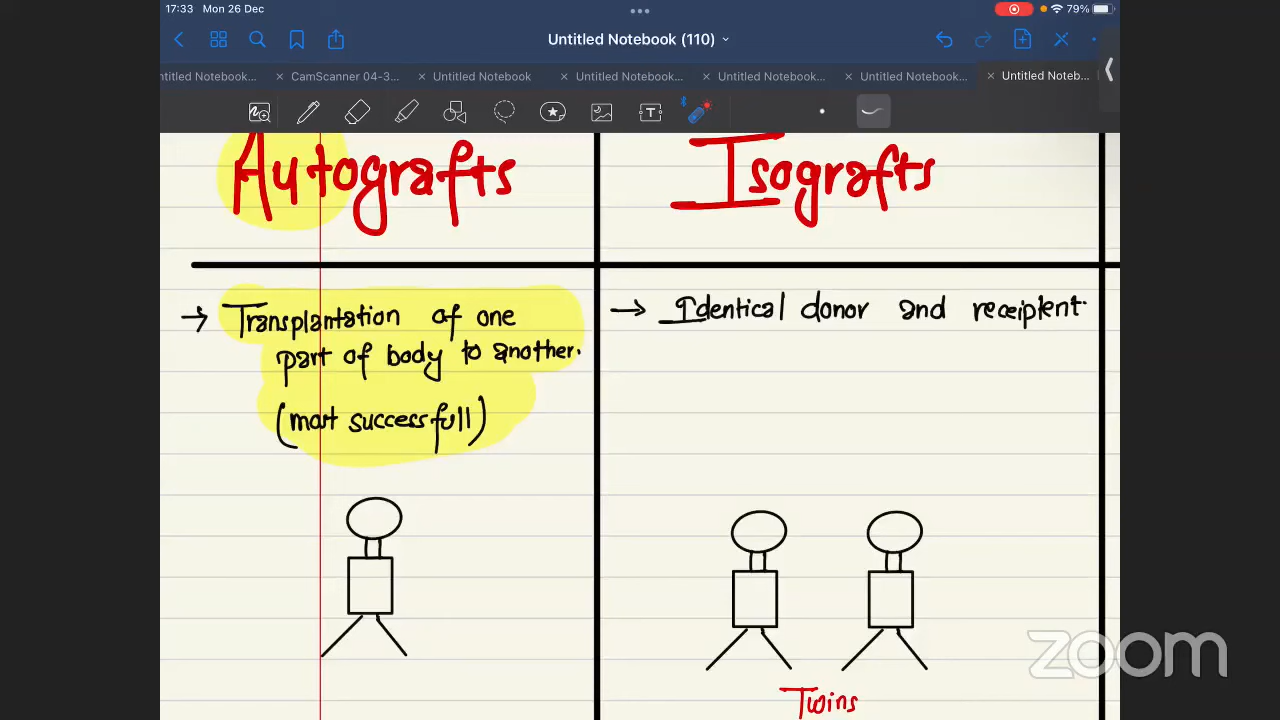 17:33 Mon 26 Dec
79%
Untitled Notebook (110)
ntitled Notebook...
CamScanner 04-3...
Untitled Notebook
Untitled Notebook...
Untitled Notebook...
Untitled Notebook...
Untitled Noteb...
Autografts
Isografts
→ Transplantation of one
part of body to another.
(most successfull)
→ Identical donor and receipient.
Twins
zoom